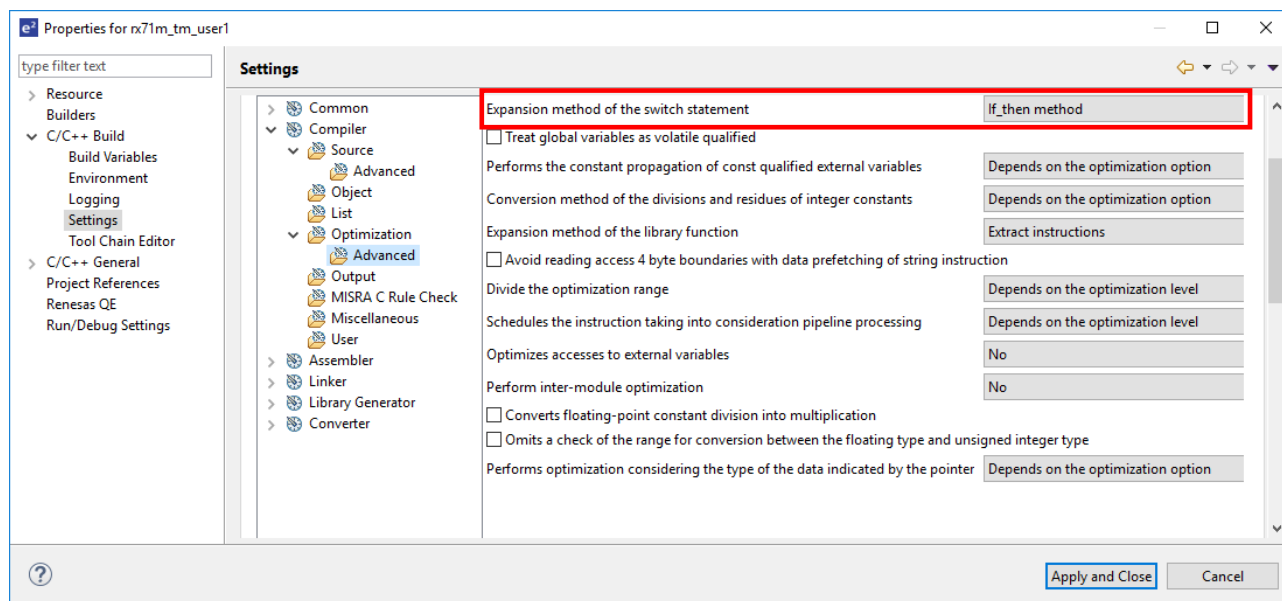 e² Properties for rx71m_tm_user1
type filter text
Resource
Builders
C/C++ Build
Build Variables
Environment
Logging
Settings
Tool Chain Editor
C/C++ General
Project References
Renesas QE
Run/Debug Settings
Settings
Common
Compiler
Source
Advanced
Object
List
Optimization
Advanced
Output
MISRA C Rule Check
Miscellaneous
User
Assembler
Linker
Library Generator
Converter
Expansion method of the switch statement If_then method
Treat global variables as volatile qualified
Performs the constant propagation of const qualified external variables Depends on the optimization option
Conversion method of the divisions and residues of integer constants Depends on the optimization option
Expansion method of the library function Extract instructions
Avoid reading access 4 byte boundaries with data prefetching of string instruction
Divide the optimization range Depends on the optimization level
Schedules the instruction taking into consideration pipeline processing Depends on the optimization level
Optimizes accesses to external variables No
Perform inter-module optimization No
Converts floating-point constant division into multiplication
Omits a check of the range for conversion between the floating type and unsigned integer type
Performs optimization considering the type of the data indicated by the pointer Depends on the optimization option
? Apply and Close Cancel